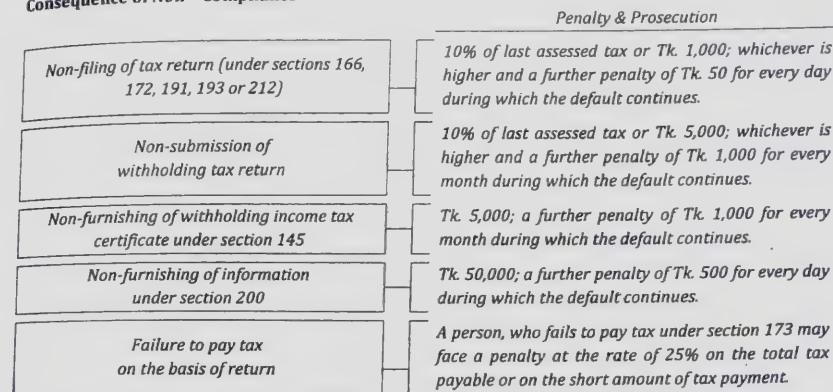 Consequence of Non - Compliance
Penalty & Prosecution
Non-filing of tax return (under sections 166,
172, 191, 193 or 212)
10% of last assessed tax or Tk. 1,000; whichever is
higher and a further penalty of Tk. 50 for every day
during which the default continues.
Non-submission of
withholding tax return
10% of last assessed tax or Tk. 5,000; whichever is
higher and a further penalty of Tk. 1,000 for every
month during which the default continues.
Non-furnishing of withholding income tax
certificate under section 145
Tk. 5,000; a further penalty of Tk. 1,000 for every
month during which the default continues.
Non-furnishing of information
under section 200
Tk. 50,000; a further penalty of Tk. 500 for every day
during which the default continues.
Failure to pay tax
on the basis of return
A person, who fails to pay tax under section 173 may
face a penalty at the rate of 25% on the total tax
payable or on the short amount of tax payment.